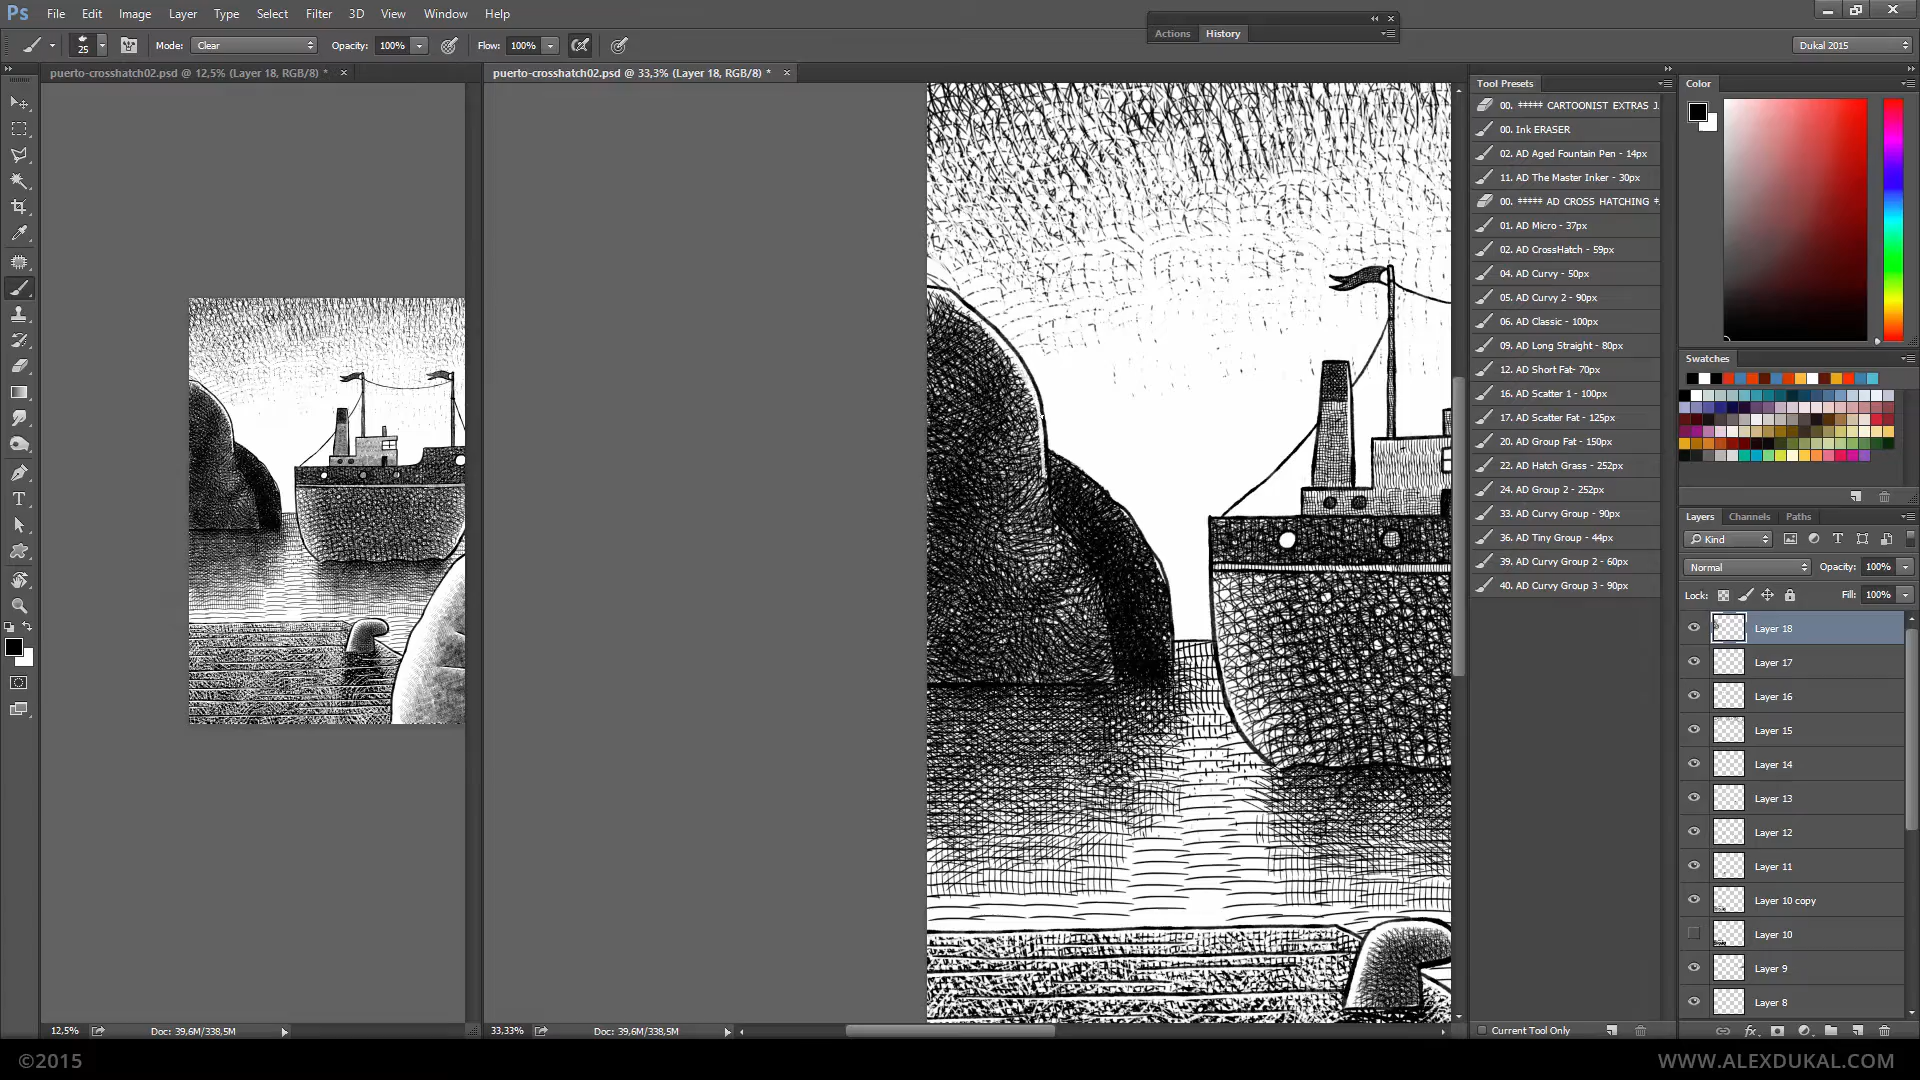 Ps File Edit Image Layer Type Select Filter 3D View Window Help
Actions History
25 Mode: Clear Opacity: 100% Flow: 100% Dukal 2015
puerto-crosshatch02.psd @ 12,5% (Layer 18, RGB/8) * ×
puerto-crosshatch02.psd @ 33,3% (Layer 18, RGB/8) * ×
Tool Presets
00. ***** CARTOONIST EXTRAS
00. Ink ERASER
02. AD Aged Fountain Pen - 14px
11. AD The Master Inker - 30px
00. ***** AD CROSS HATCHING *
01. AD Micro - 37px
02. AD CrossHatch - 59px
04. AD Curvy - 50px
05. AD Curvy 2 - 90px
06. AD Classic - 100px
09. AD Long Straight - 80px
12. AD Short Fat- 70px
16. AD Scatter 1 - 100px
17. AD Scatter Fat - 125px
20. AD Group Fat - 150px
22. AD Hatch Grass - 252px
24. AD Group 2 - 252px
33. AD Curvy Group - 90px
36. AD Tiny Group - 44px
39. AD Curvy Group 2 - 60px
40. AD Curvy Group 3 - 90px
Current Tool Only
Color
Swatches
Layers Channels Paths
Kind
Normal Opacity: 100%
Lock: Fill: 100%
Layer 18
Layer 17
Layer 16
Layer 15
Layer 14
Layer 13
Layer 12
Layer 11
Layer 10 copy
Layer 10
Layer 9
Layer 8
12,5% Doc: 39,6M/338,5M
33,33% Doc: 39,6M/338,5M
©2015
WWW.ALEXDUKAL.COM